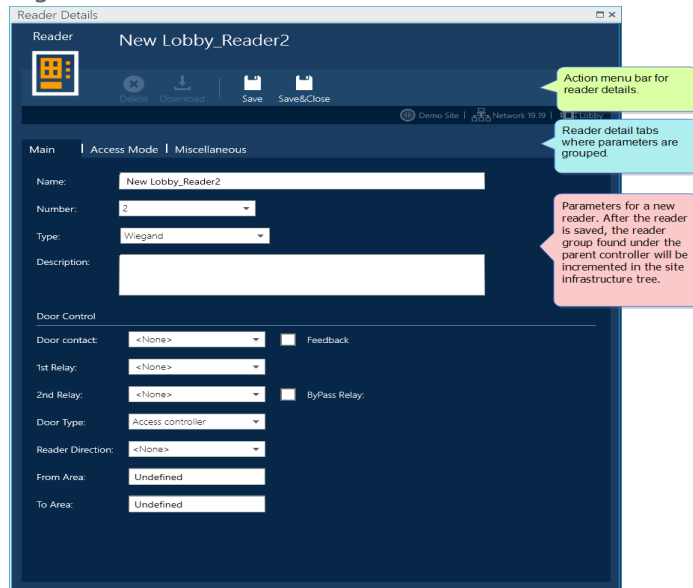 Reader Details
Reader
New Lobby_Reader2
Delete Download Save Save&Close
Action menu bar for
reader details.
Demo Site | Network 19.19 | Lobby
Reader detail tabs
where parameters are
grouped.
Main | Access Mode | Miscellaneous
Name: New Lobby_Reader2
Number: 2
Type: Wiegand
Description:
Parameters for a new
reader. After the reader
is saved, the reader
group found under the
parent controller will be
incremented in the site
infrastructure tree.
Door Control
Door contact: <None> Feedback
1st Relay: <None>
2nd Relay: <None> ByPass Relay:
Door Type: Access controller
Reader Direction: <None>
From Area: Undefined
To Area: Undefined